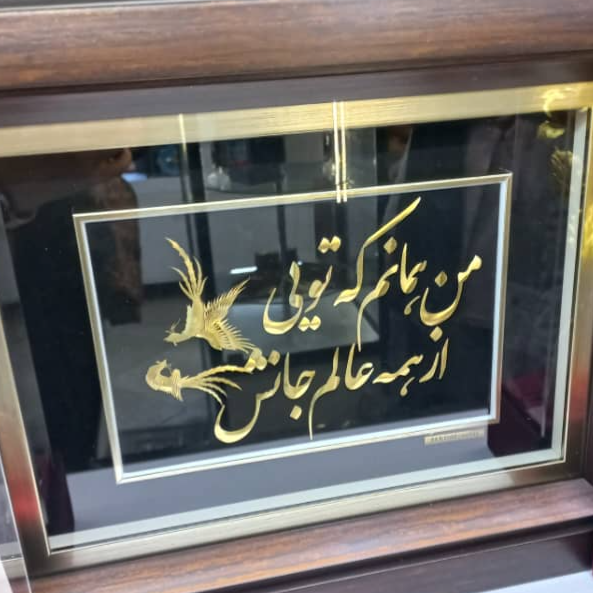 من همانم که تویی
از همه عالم جانش